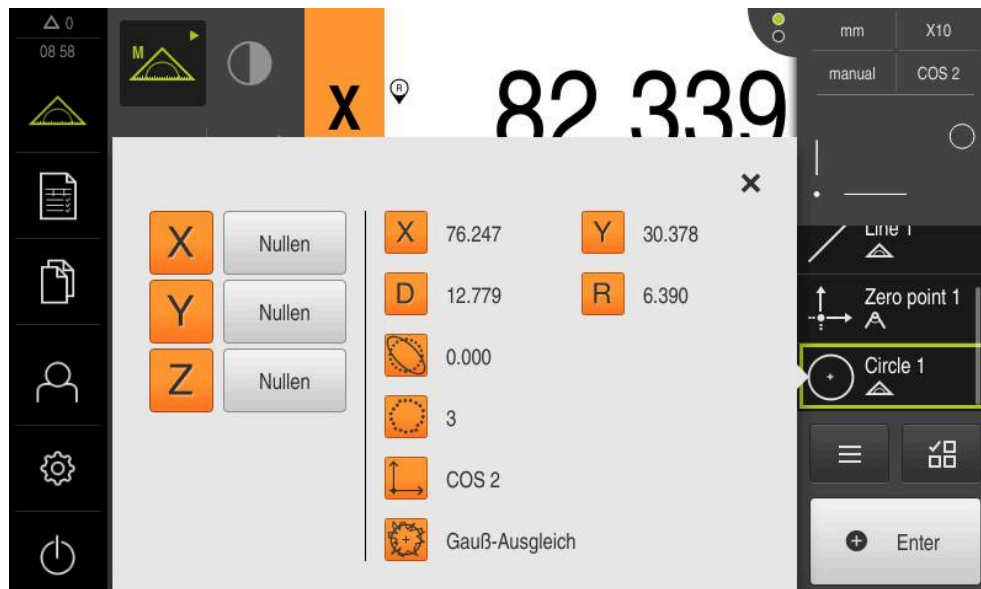 0
08 58
M
X
R
82.339
mm X10
manual COS 2
X Nullen
Y Nullen
Z Nullen
X 76.247 Y 30.378
D 12.779 R 6.390
0.000
3
COS 2
Gauß-Ausgleich
Line 1
Zero point 1
Circle 1
Enter